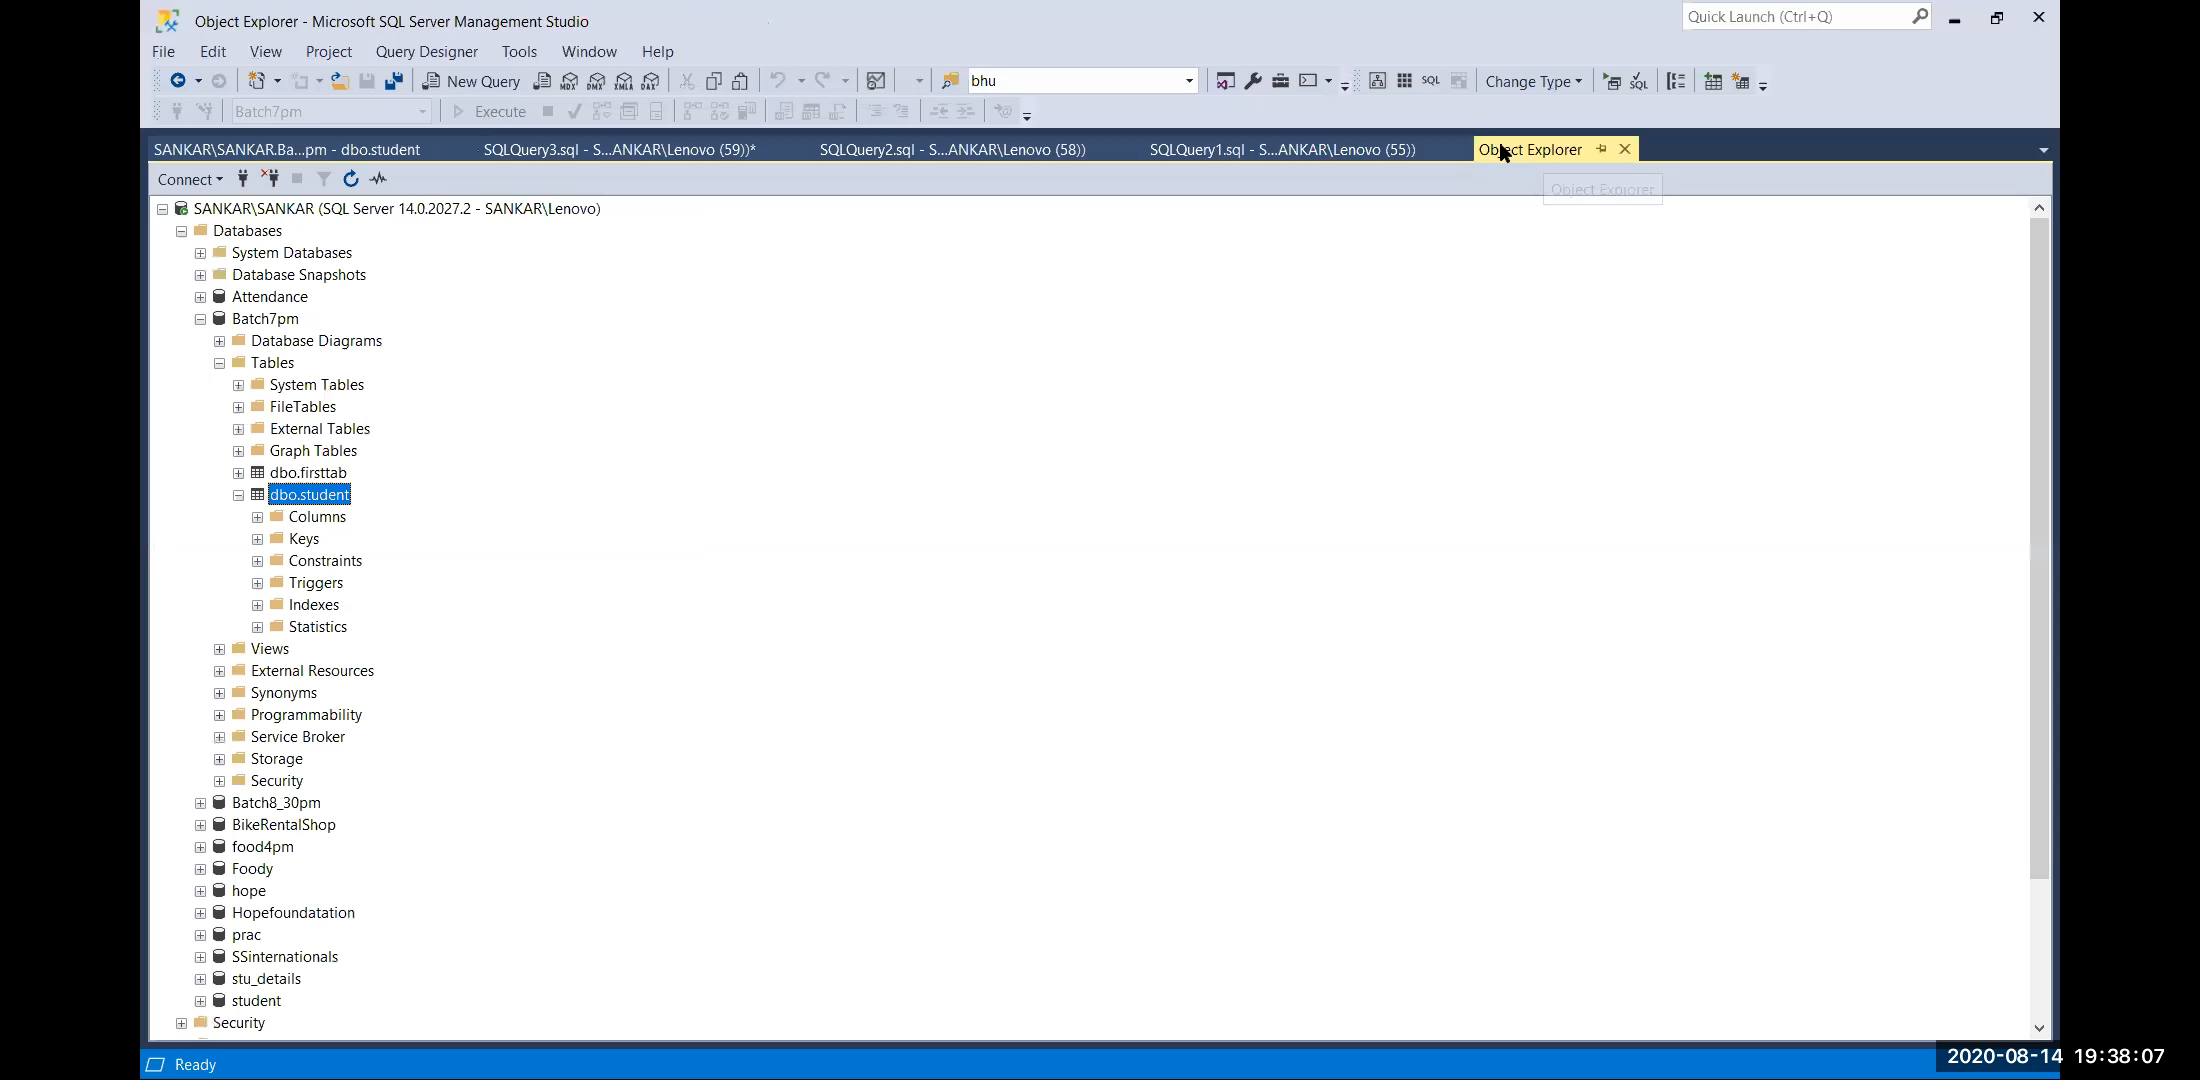 Object Explorer - Microsoft SQL Server Management Studio
Quick Launch (Ctrl+Q)
File Edit View Project Query Designer Tools Window Help
New Query MDX DMX XMLA DAX bhu SQL Change Type SQL
Batch7pm Execute
SANKAR\SANKAR.Ba...pm - dbo.student SQLQuery3.sql - S...ANKAR\Lenovo (59))* SQLQuery2.sql - S...ANKAR\Lenovo (58)) SQLQuery1.sql - S...ANKAR\Lenovo (55)) Object Explorer
Connect
Object Explorer
SANKAR\SANKAR (SQL Server 14.0.2027.2 - SANKAR\Lenovo)
Databases
System Databases
Database Snapshots
Attendance
Batch7pm
Database Diagrams
Tables
System Tables
FileTables
External Tables
Graph Tables
dbo.firsttab
dbo.student
Columns
Keys
Constraints
Triggers
Indexes
Statistics
Views
External Resources
Synonyms
Programmability
Service Broker
Storage
Security
Batch8_30pm
BikeRentalShop
food4pm
Foody
hope
Hopefoundatation
prac
SSinternationals
stu_details
student
Security
Ready
2020-08-14 19:38:07